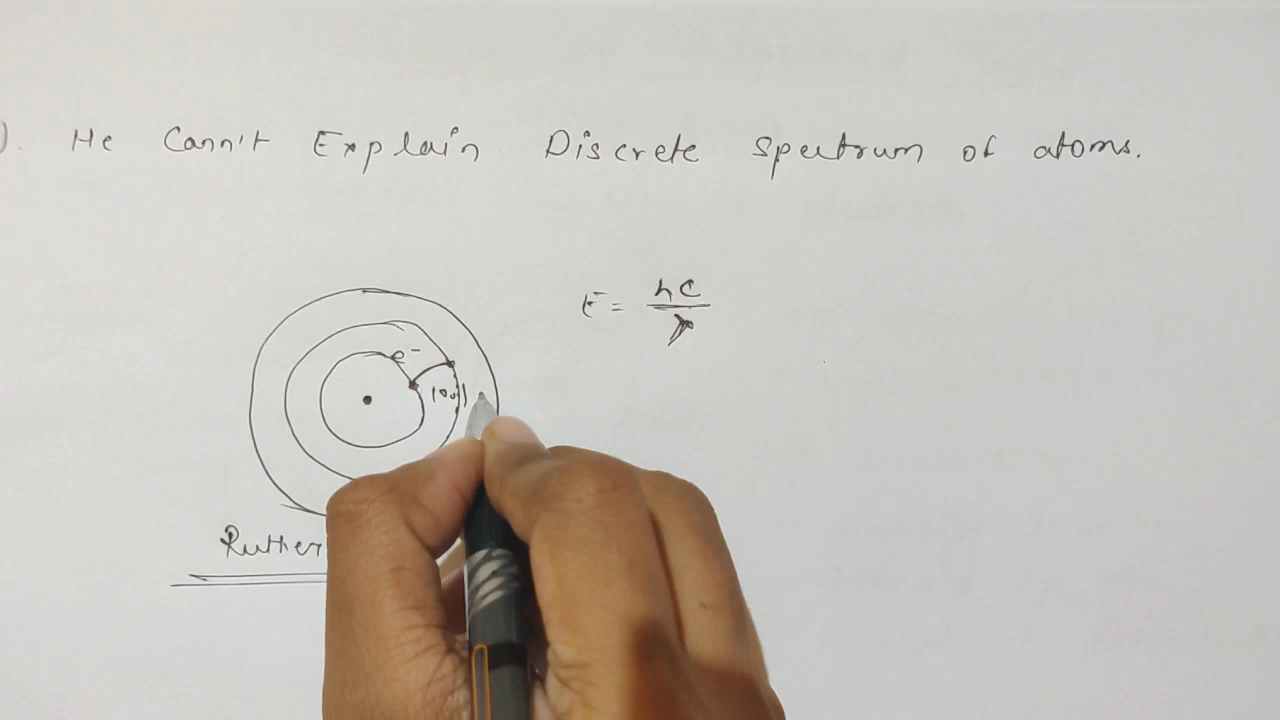 ). He Cann't Explain Discrete Spectrum of atoms.
E = hc / λ
e-
Ruther